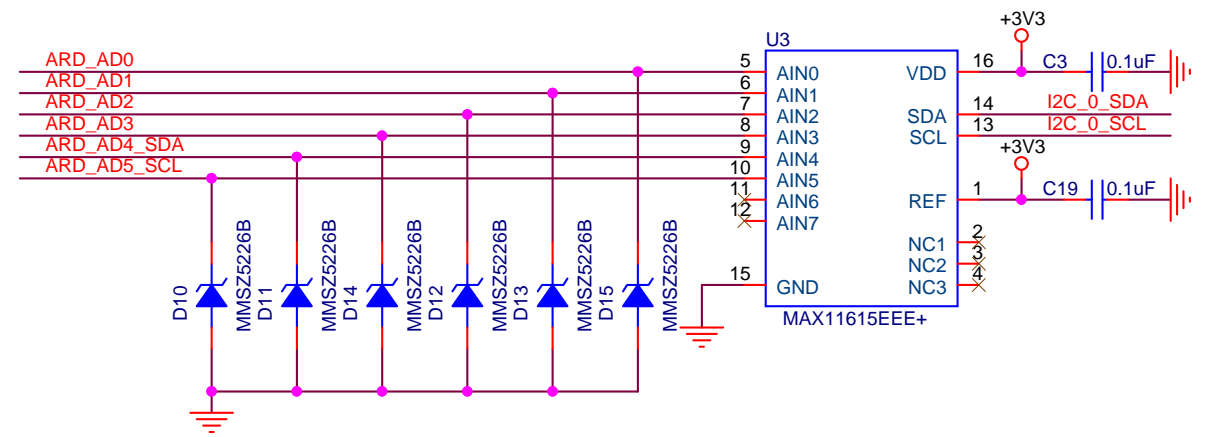 +3V3
U3
ARD_AD0
ARD_AD1
ARD_AD2
ARD_AD3
ARD_AD4_SDA
ARD_AD5_SCL
5
6
7
8
9
10
11
12
15
AIN0
AIN1
AIN2
AIN3
AIN4
AIN5
AIN6
AIN7
GND
VDD
SDA
SCL
REF
NC1
NC2
NC3
16
14
13
1
2
3
4
C3 0.1uF
I2C_0_SDA
I2C_0_SCL
+3V3
C19 0.1uF
MAX11615EEE+
D10
MMSZ5226B
D11
MMSZ5226B
D14
MMSZ5226B
D12
MMSZ5226B
D13
MMSZ5226B
D15
MMSZ5226B